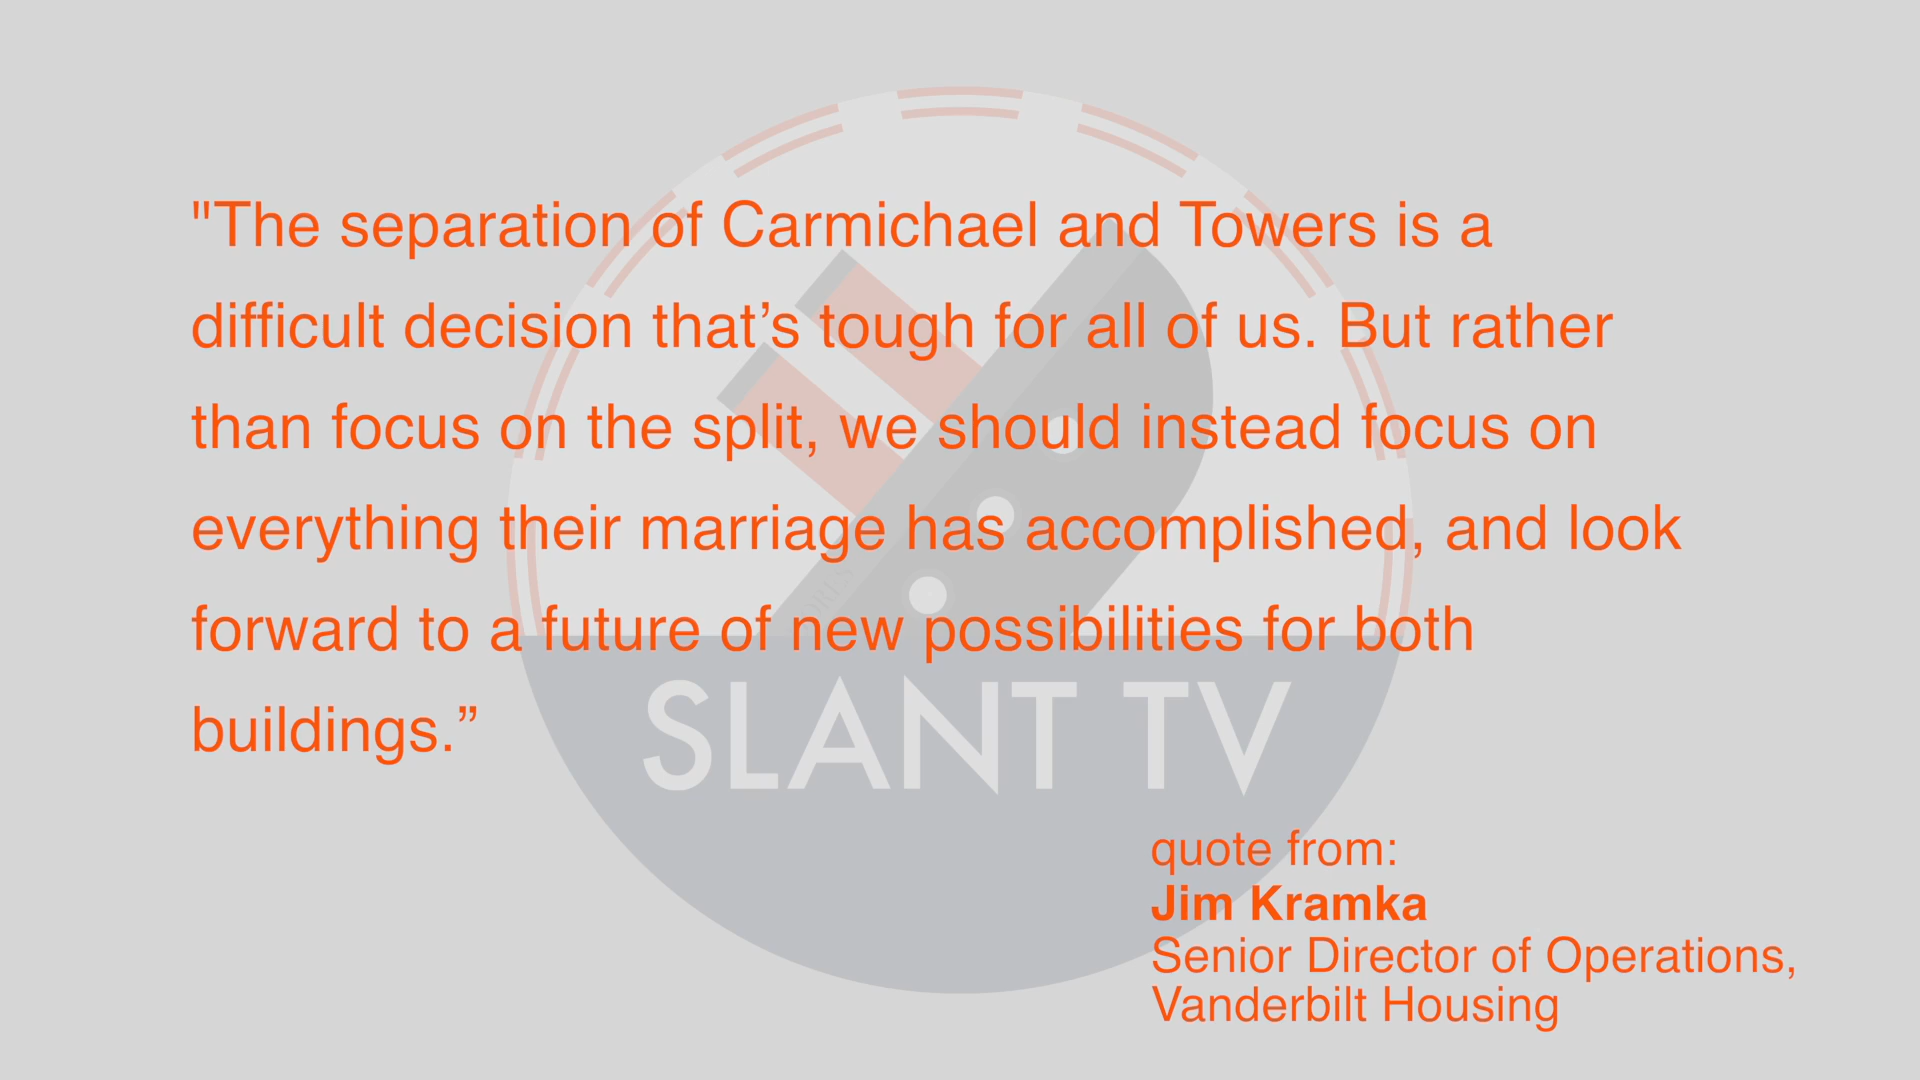 "The separation of Carmichael and Towers is a
difficult decision that’s tough for all of us. But rather
than focus on the split, we should instead focus on
everything their marriage has accomplished, and look
forward to a future of new possibilities for both
buildings.”
SLANT TV
quote from:
Jim Kramka
Senior Director of Operations,
Vanderbilt Housing